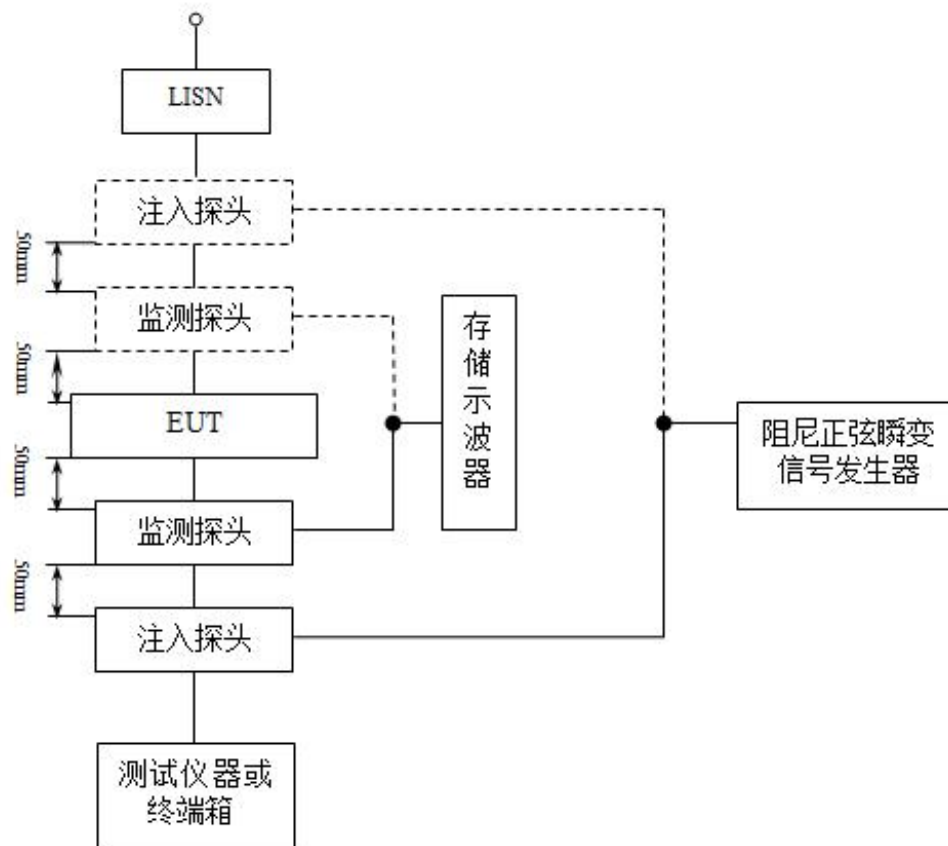 LISN
注入探头
50mm
监测探头
50mm
EUT
50mm
监测探头
50mm
注入探头
测试仪器或
终端箱
存
储
示
波
器
阻尼正弦瞬变
信号发生器